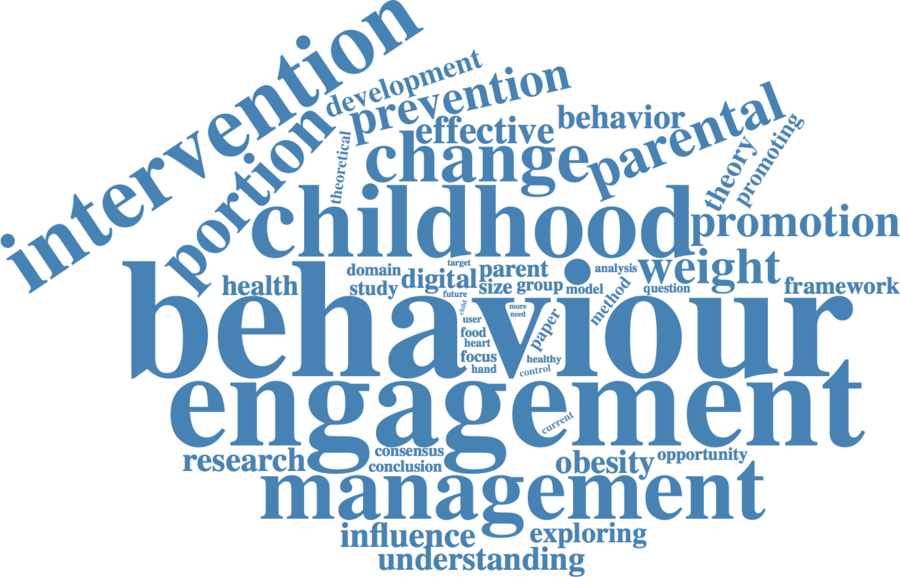 intervention
development
prevention
portion
theoretical
effective
behavior
change
parental
theory
promoting
childhood
promotion
behaviour
health
domain
study
digital
target
future
parent
size
group
analysis
model
weight
question
method
framework
child
user
more
need
food
heart
paper
focus
hand
healthy
control
engagement
current
research
consensus
conclusion
obesity
opportunity
management
influence
exploring
understanding